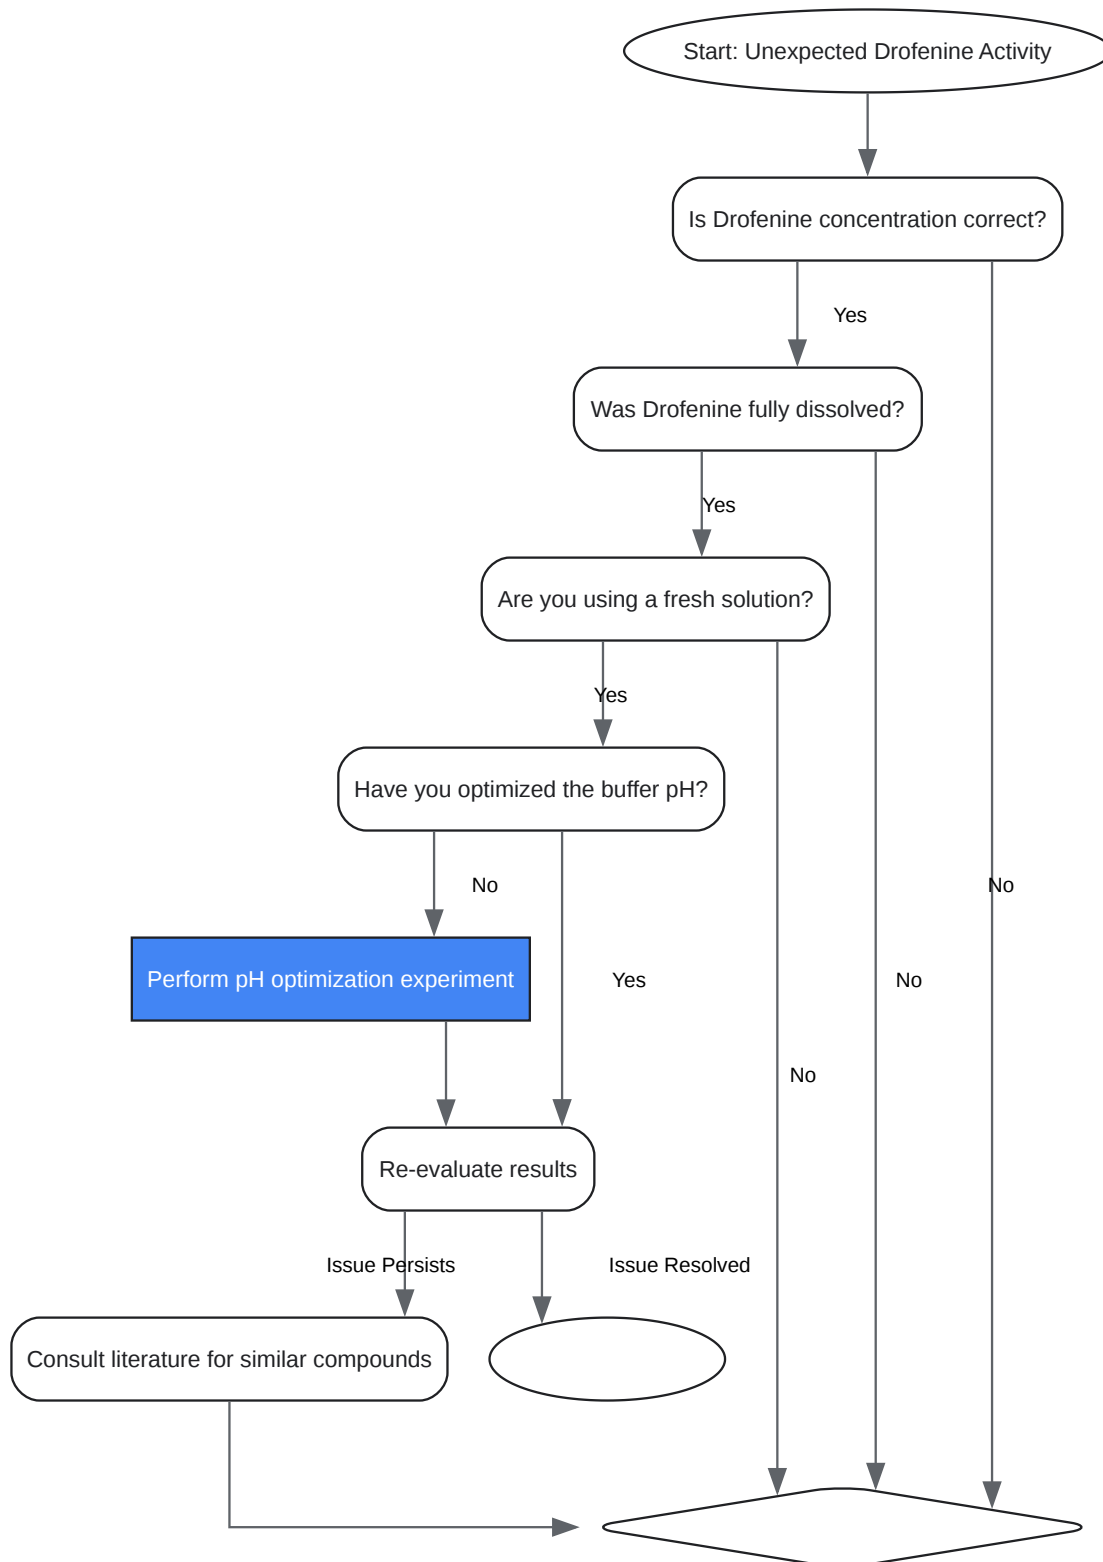 Start: Unexpected Drofenine Activity
Is Drofenine concentration correct?
Yes
Was Drofenine fully dissolved?
Yes
Are you using a fresh solution?
Yes
Have you optimized the buffer pH?
No
No
Perform pH optimization experiment
Yes
No
No
Re-evaluate results
Issue Persists
Issue Resolved
Consult literature for similar compounds